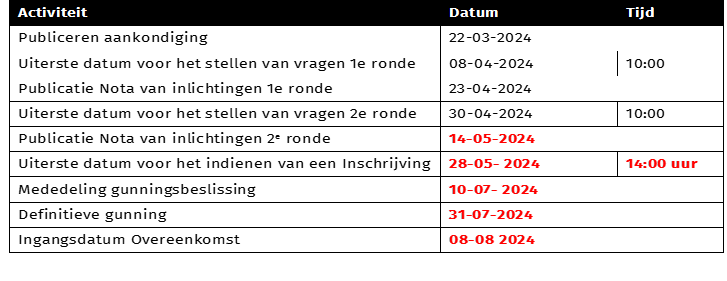 Activiteit Datum Tijd
Publiceren aankondiging 22-03-2024
Uiterste datum voor het stellen van vragen 1e ronde 08-04-2024 10:00
Publicatie Nota van inlichtingen 1e ronde 23-04-2024
Uiterste datum voor het stellen van vragen 2e ronde 30-04-2024 10:00
Publicatie Nota van inlichtingen 2ᵉ ronde 14-05-2024
Uiterste datum voor het indienen van een Inschrijving 28-05- 2024 14:00 uur
Mededeling gunningsbeslissing 10-07- 2024
Definitieve gunning 31-07-2024
Ingangsdatum Overeenkomst 08-08 2024